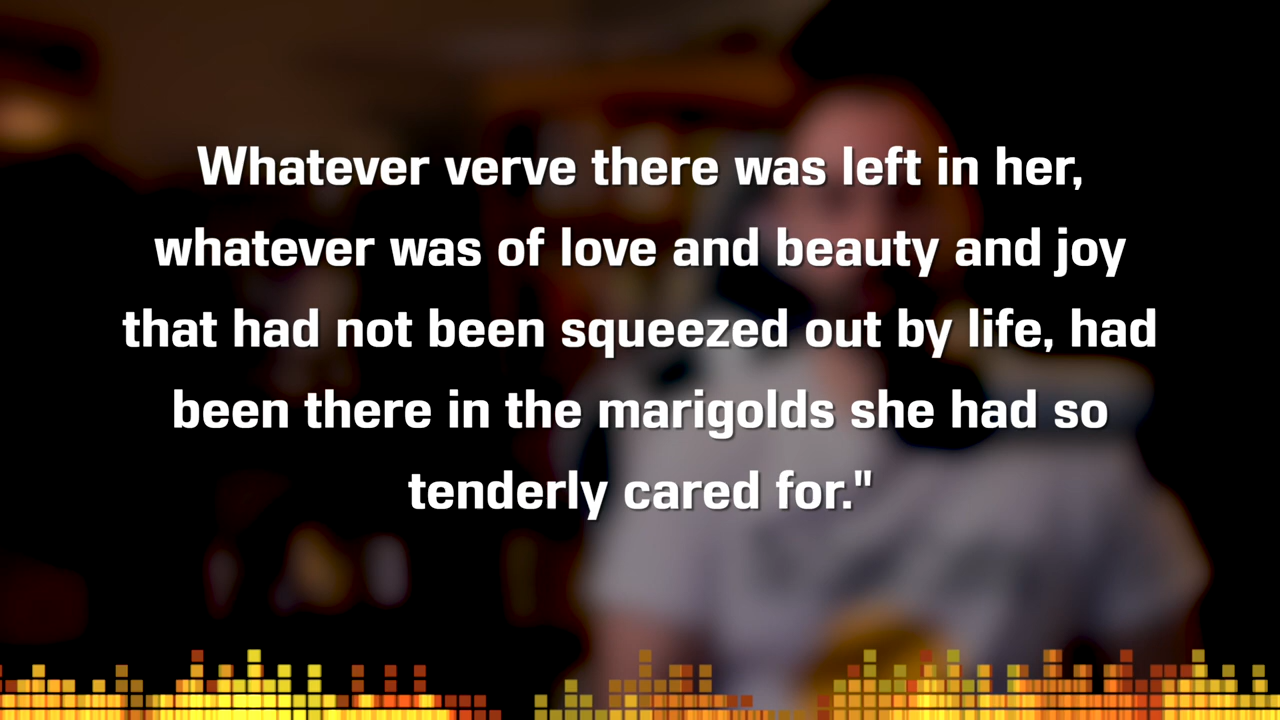 Whatever verve there was left in her,
whatever was of love and beauty and joy
that had not been squeezed out by life, had
been there in the marigolds she had so
tenderly cared for."